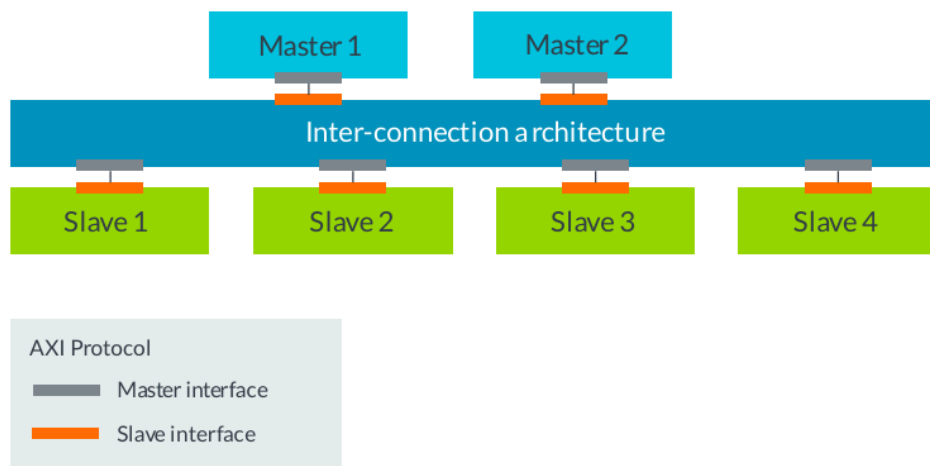 Master 1
Master 2
Inter-connection architecture
Slave 1
Slave 2
Slave 3
Slave 4
AXI Protocol
Master interface
Slave interface